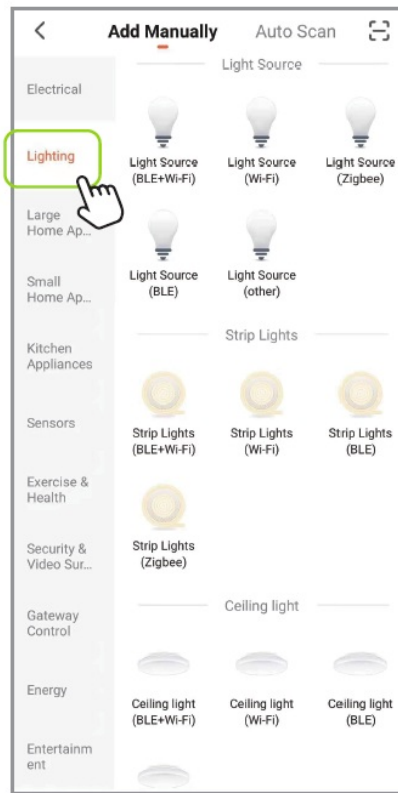 Add Manually Auto Scan
Electrical
Lighting
Large
Home Ap...
Small
Home Ap...
Kitchen
Appliances
Sensors
Exercise &
Health
Security &
Video Sur...
Gateway
Control
Energy
Entertainm
ent
Light Source
Light Source
(BLE+Wi-Fi)
Light Source
(Wi-Fi)
Light Source
(Zigbee)
Light Source
(BLE)
Light Source
(other)
Strip Lights
Strip Lights
(BLE+Wi-Fi)
Strip Lights
(Wi-Fi)
Strip Lights
(BLE)
Strip Lights
(Zigbee)
Ceiling light
Ceiling light
(BLE+Wi-Fi)
Ceiling light
(Wi-Fi)
Ceiling light
(BLE)